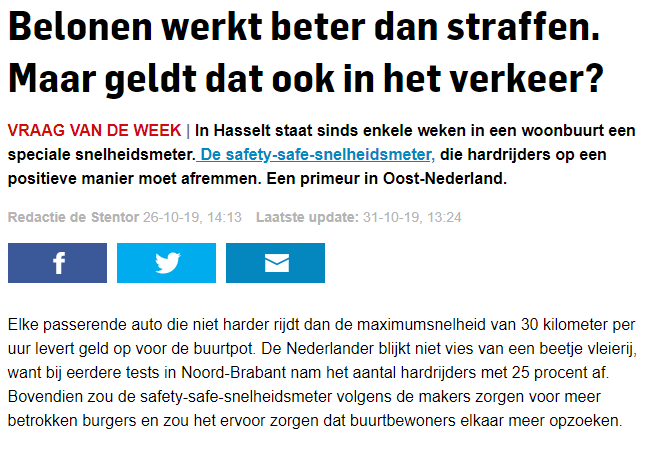 Belonen werkt beter dan straffen.
Maar geldt dat ook in het verkeer?
VRAAG VAN DE WEEK | In Hasselt staat sinds enkele weken in een woonbuurt een
speciale snelheidsmeter. De safety-safe-snelheidsmeter, die hardrijders op een
positieve manier moet afremmen. Een primeur in Oost-Nederland.
Redactie de Stentor 26-10-19, 14:13 Laatste update: 31-10-19, 13:24
Elke passerende auto die niet harder rijdt dan de maximumsnelheid van 30 kilometer per
uur levert geld op voor de buurtpot. De Nederlander blijkt niet vies van een beetje vleierij,
want bij eerdere tests in Noord-Brabant nam het aantal hardrijders met 25 procent af.
Bovendien zou de safety-safe-snelheidsmeter volgens de makers zorgen voor meer
betrokken burgers en zou het ervoor zorgen dat buurtbewoners elkaar meer opzoeken.